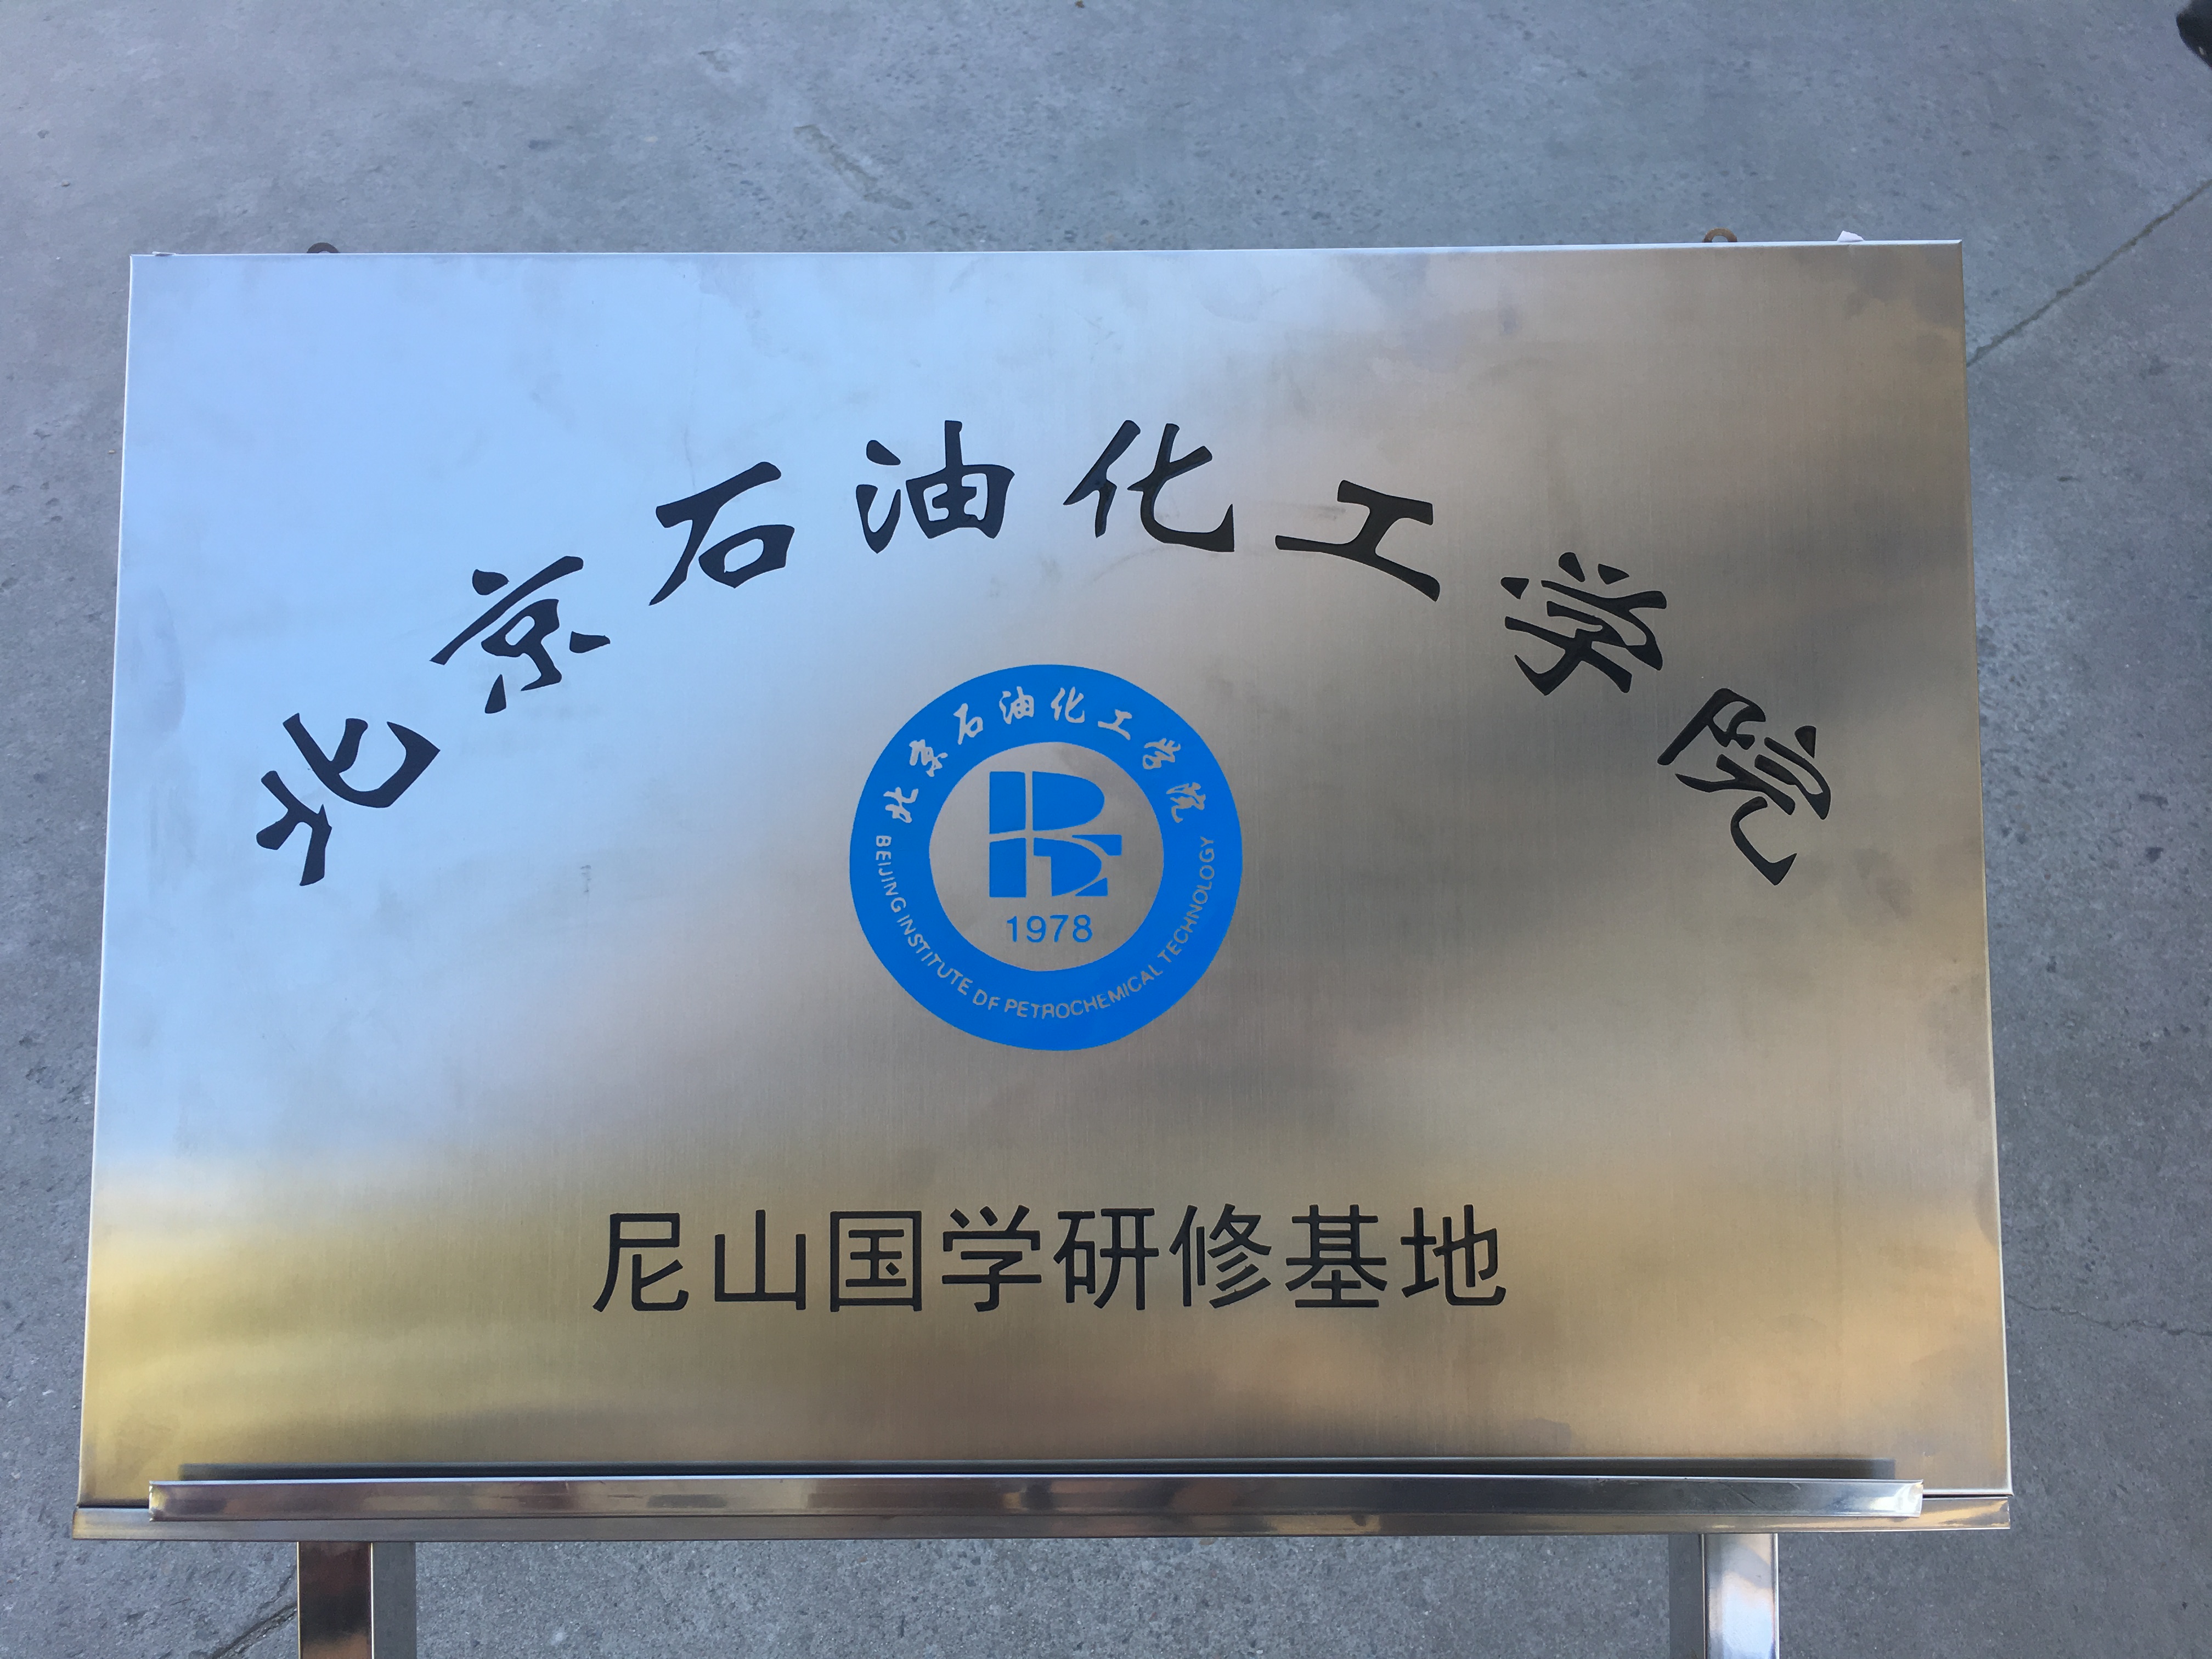 北京石油化工学院
北京石油化工学院
1978
BEIJING INSTITUTE OF PETROCHEMICAL TECHNOLOGY
尼山国学研修基地